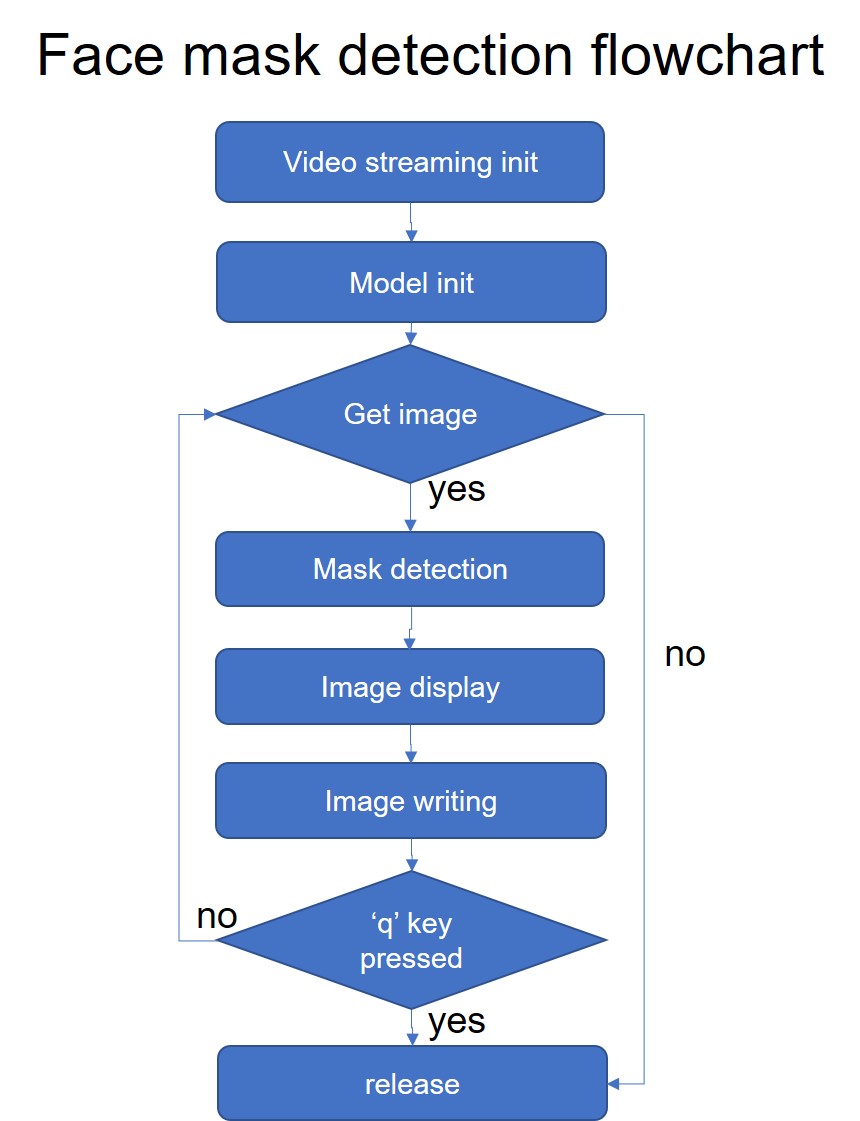 Face mask detection flowchart
Video streaming init
Model init
Get image
yes
Mask detection
no
Image display
Image writing
no
‘q’ key
pressed
yes
release